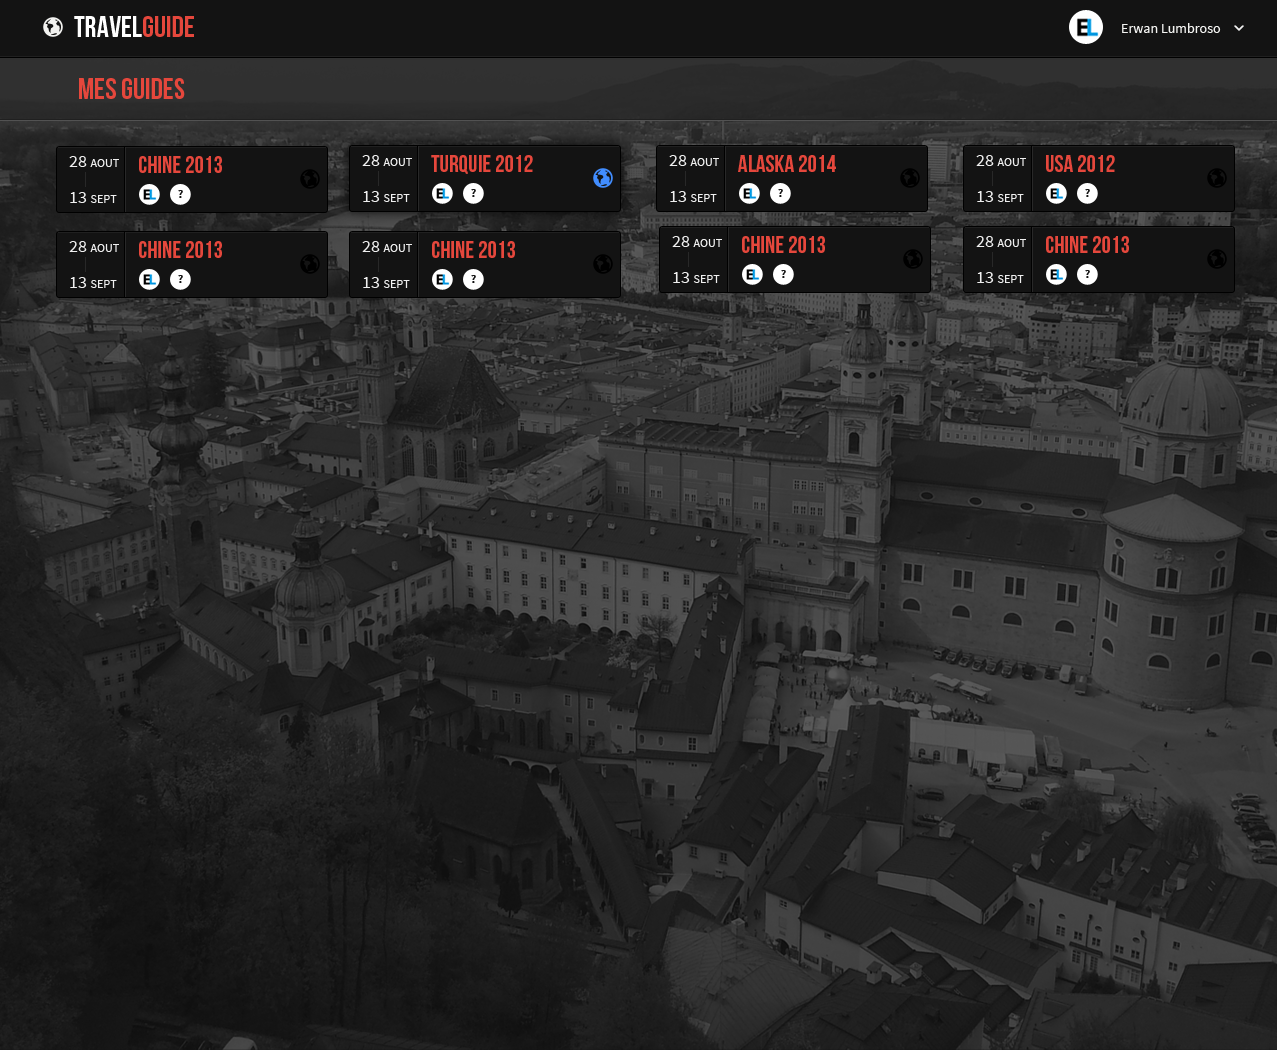 TRAVELGUIDE
EL
Erwan Lumbroso
MES GUIDES
28 AOUT
13 SEPT
CHINE 2013
EL ?
28 AOUT
13 SEPT
TURQUIE 2012
EL ?
28 AOUT
13 SEPT
ALASKA 2014
EL ?
28 AOUT
13 SEPT
USA 2012
EL ?
28 AOUT
13 SEPT
CHINE 2013
EL ?
28 AOUT
13 SEPT
CHINE 2013
EL ?
28 AOUT
13 SEPT
CHINE 2013
EL ?
28 AOUT
13 SEPT
CHINE 2013
EL ?